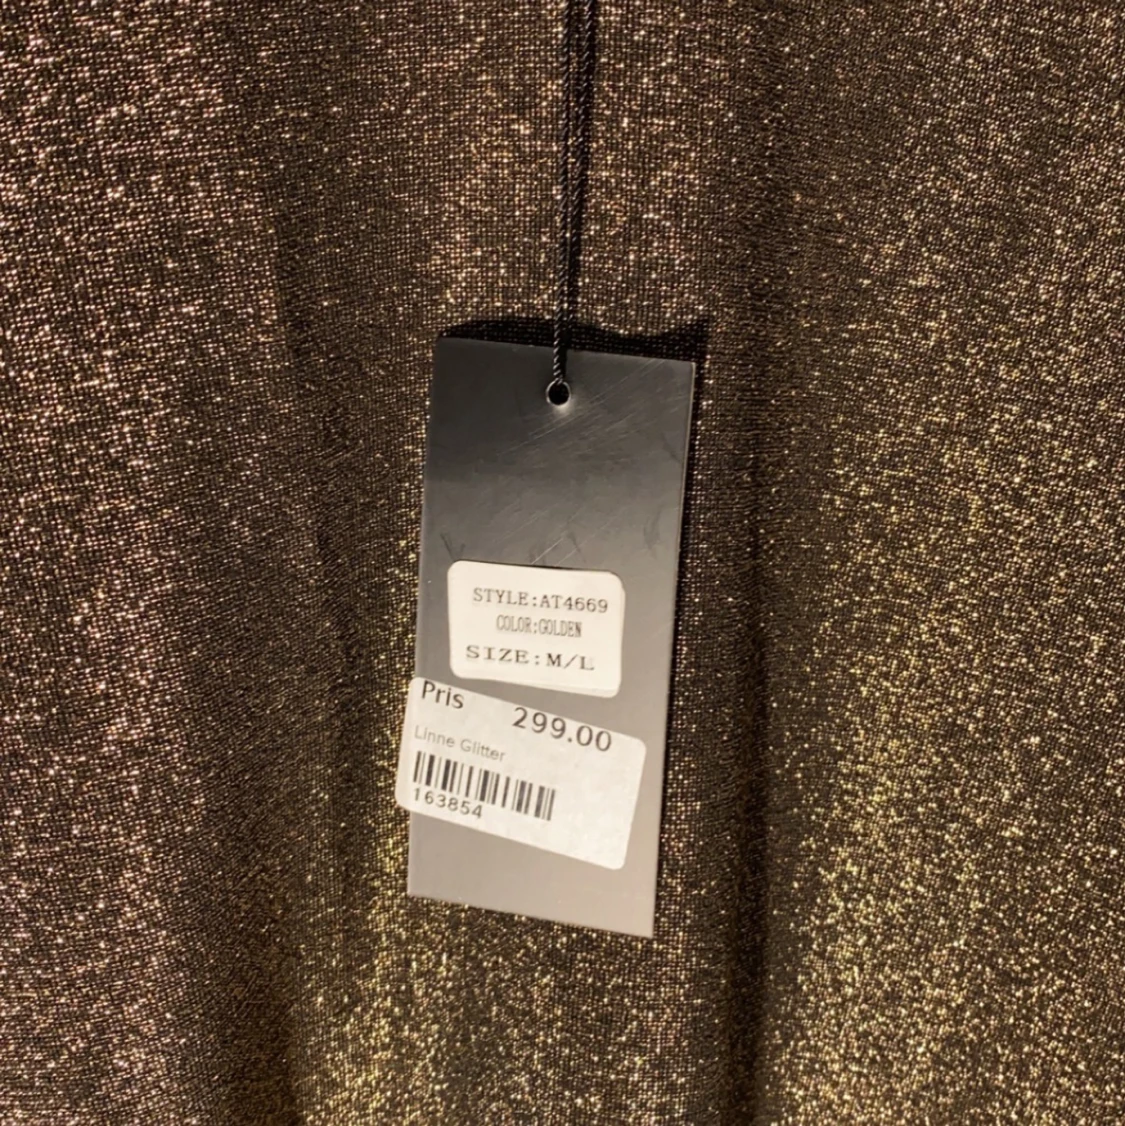 STYLE:AT4669
COLOR:GOLDEN
SIZE:M/L
Pris 299.00
Linne Glitter
163854